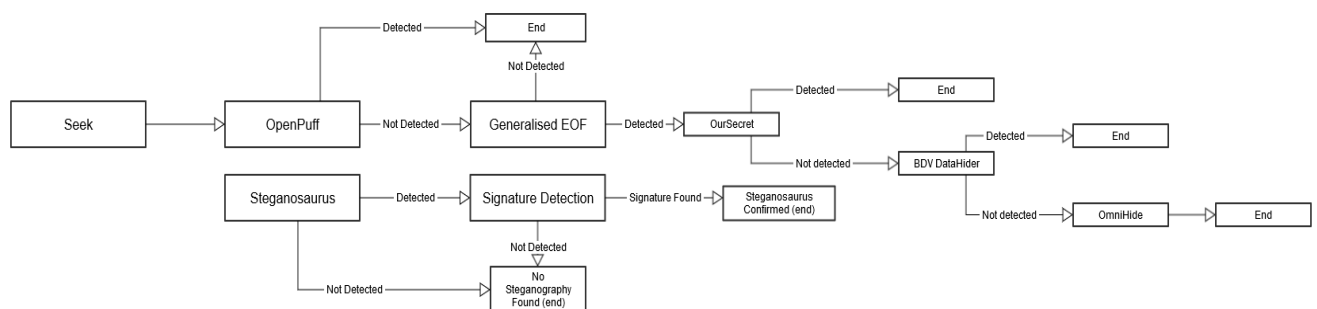 Detected
End
Not Detected
Seek
OpenPuff
Not Detected
Generalised EOF
Detected
OurSecret
Detected
End
Not detected
BDV DataHider
Detected
End
Not detected
OmniHide
End
Steganosaurus
Detected
Signature Detection
Signature Found
Steganosaurus
Confirmed (end)
Not Detected
Not Detected
No
Steganography
Found (end)